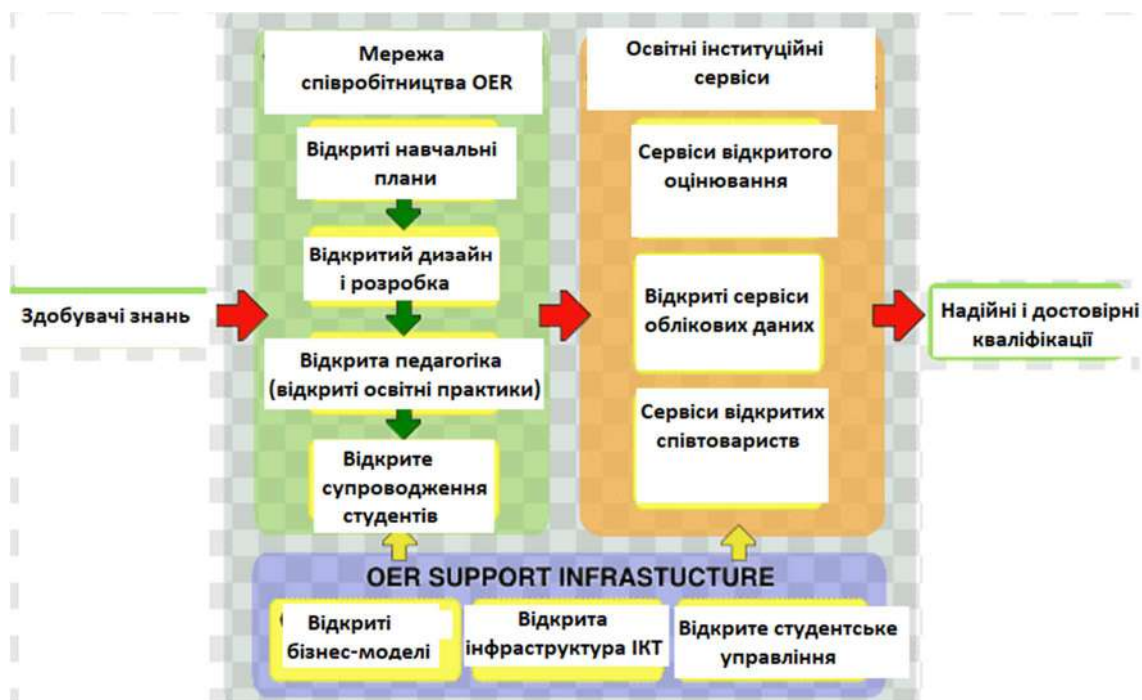 Мережа
співробітництва OER
Освітні інституційні
сервіси
Відкриті навчальні
плани
Сервіси відкритого
оцінювання
Відкритий дизайн
і розробка
Здобувачі знань
Відкриті сервіси
облікових даних
Надійні і достовірні
кваліфікації
Відкрита педагогіка
(відкриті освітні практики)
Сервіси відкритих
співтовариств
Відкрите
супроводження
студентів
OER SUPPORT INFRASTUCTURE
Відкриті
бізнес-моделі
Відкрита
інфраструктура ІКТ
Відкрите студентське
управління